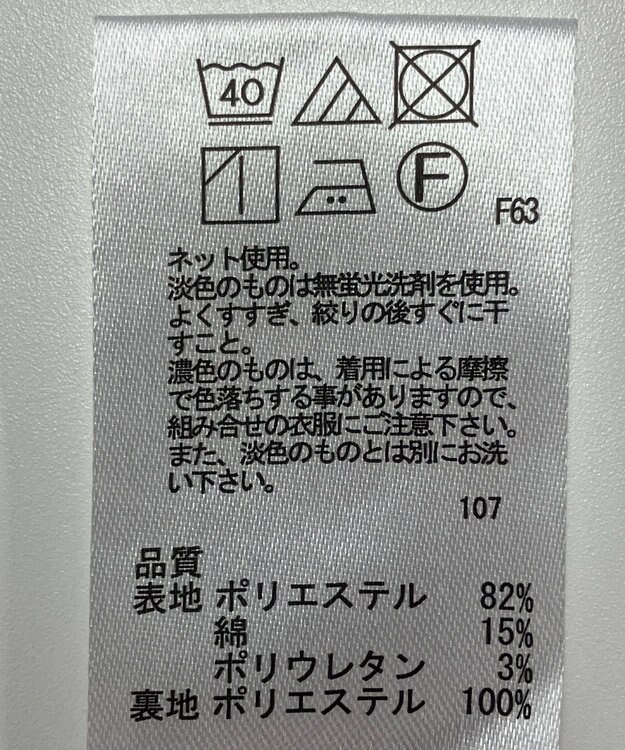 40
F
F63
ネット使用。
淡色のものは無蛍光洗剤を使用。
よくすすぎ、絞りの後すぐに干
すこと。
濃色のものは、着用による摩擦
で色落ちする事がありますので、
組み合せの衣服にご注意下さい。
また、淡色のものとは別にお洗
い下さい。
107
品質
表地 ポリエステル 82%
綿 15%
ポリウレタン 3%
裏地 ポリエステル 100%